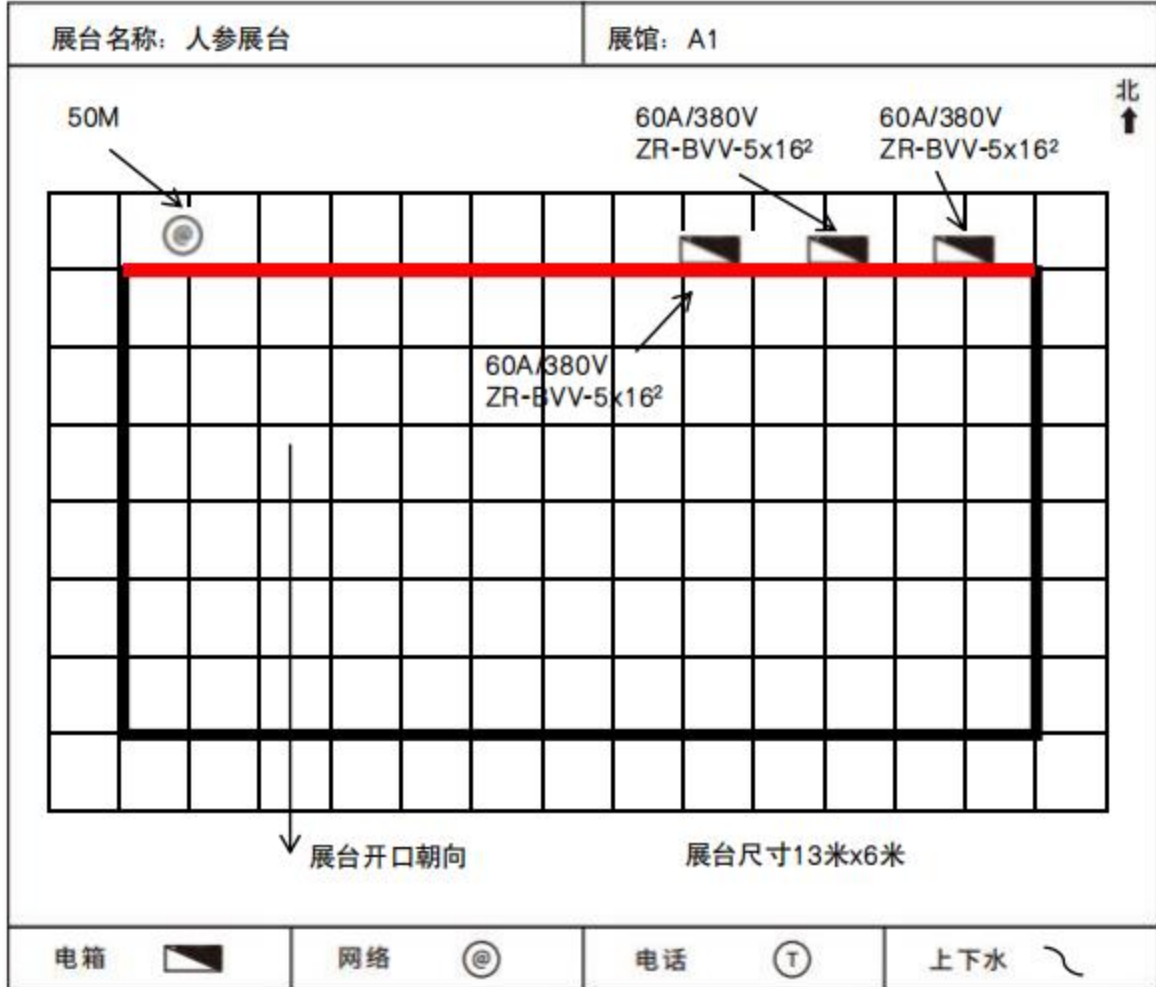 展台名称：人参展台
展馆：A1
北
50M
60A/380V
ZR-BVV-5x16²
60A/380V
ZR-BVV-5x16²
60A/380V
ZR-BVV-5x16²
展台开口朝向
展台尺寸13米x6米
电箱
网络
@
电话
T
上下水